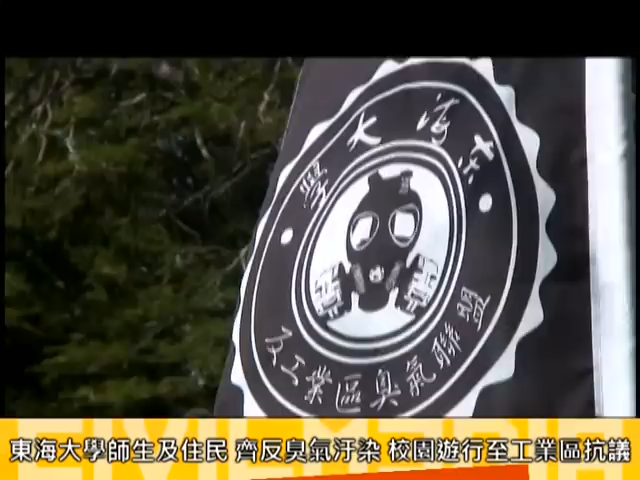 東海大學
反工業區臭氣聯盟
東海大學師生及住民 齊反臭氣汙染 校園遊行至工業區抗議